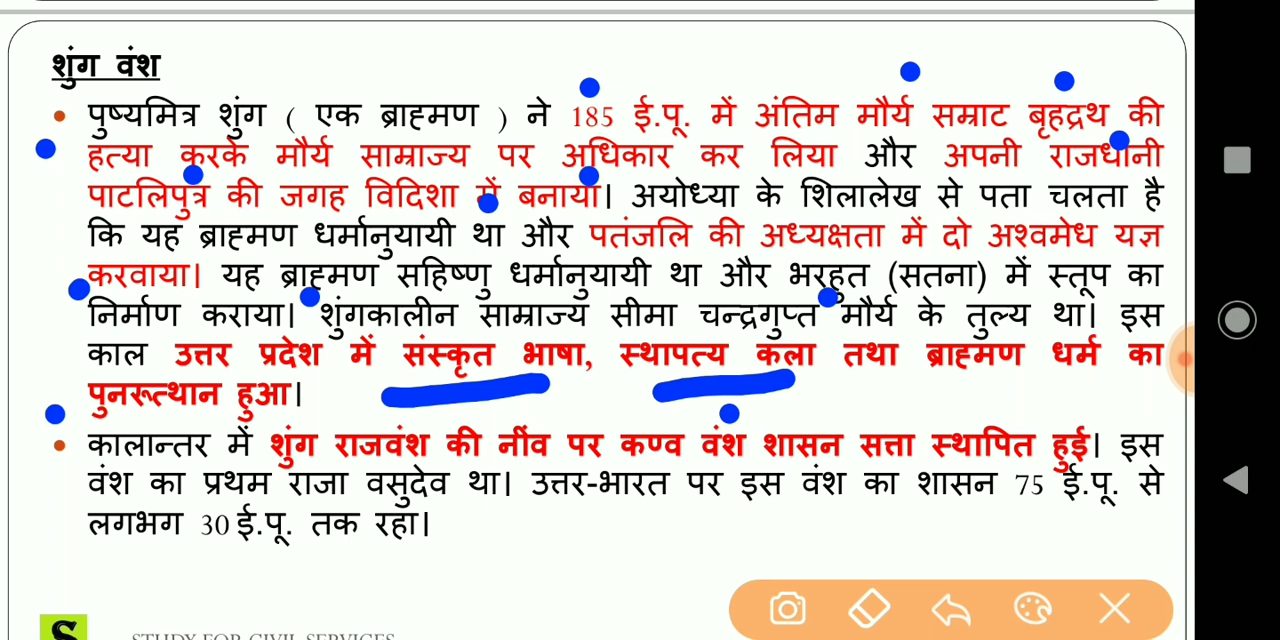 शुंग वंश
• पुष्यमित्र शुंग ( एक ब्राह्मण ) ने 185 ई.पू. में अंतिम मौर्य सम्राट बृहद्रथ की
हत्या करके मौर्य साम्राज्य पर अधिकार कर लिया और अपनी राजधानी
पाटलिपुत्र की जगह विदिशा में बनाया। अयोध्या के शिलालेख से पता चलता है
कि यह ब्राह्मण धर्मानुयायी था और पतंजलि की अध्यक्षता में दो अश्वमेध यज्ञ
करवाया। यह ब्राह्मण सहिष्णु धर्मानुयायी था और भरहुत (सतना) में स्तूप का
निर्माण कराया। शुंगकालीन साम्राज्य सीमा चन्द्रगुप्त मौर्य के तुल्य था। इस
काल उत्तर प्रदेश में संस्कृत भाषा, स्थापत्य कला तथा ब्राह्मण धर्म का
पुनरूत्थान हुआ।
• कालान्तर में शुंग राजवंश की नींव पर कण्व वंश शासन सत्ता स्थापित हुई। इस
वंश का प्रथम राजा वसुदेव था। उत्तर-भारत पर इस वंश का शासन 75 ई.पू. से
लगभग 30 ई.पू. तक रहा।
S STUDY FOR CIVIL SERVICES